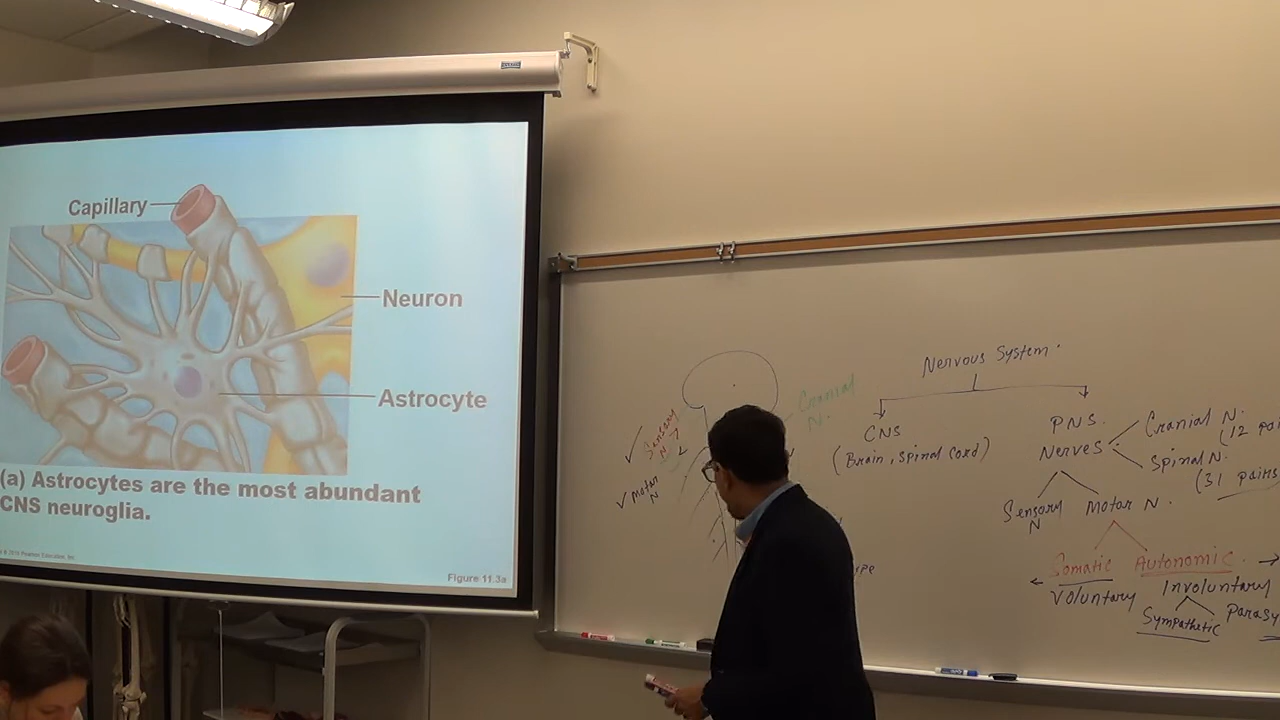 Capillary
Neuron
Astrocyte
(a) Astrocytes are the most abundant
CNS neuroglia.
Figure 11.3a
Nervous System
CNS
(Brain, Spinal Cord)
PNS
Nerves
Cranial N.
(12 pai
Spinal N.
(31 pairs
Sensory
N
Motor N.
Somatic
Autonomic
Voluntary
Involuntary
Sympathetic
Parasy
Cranial
N.
Sensory
N
Motor
N